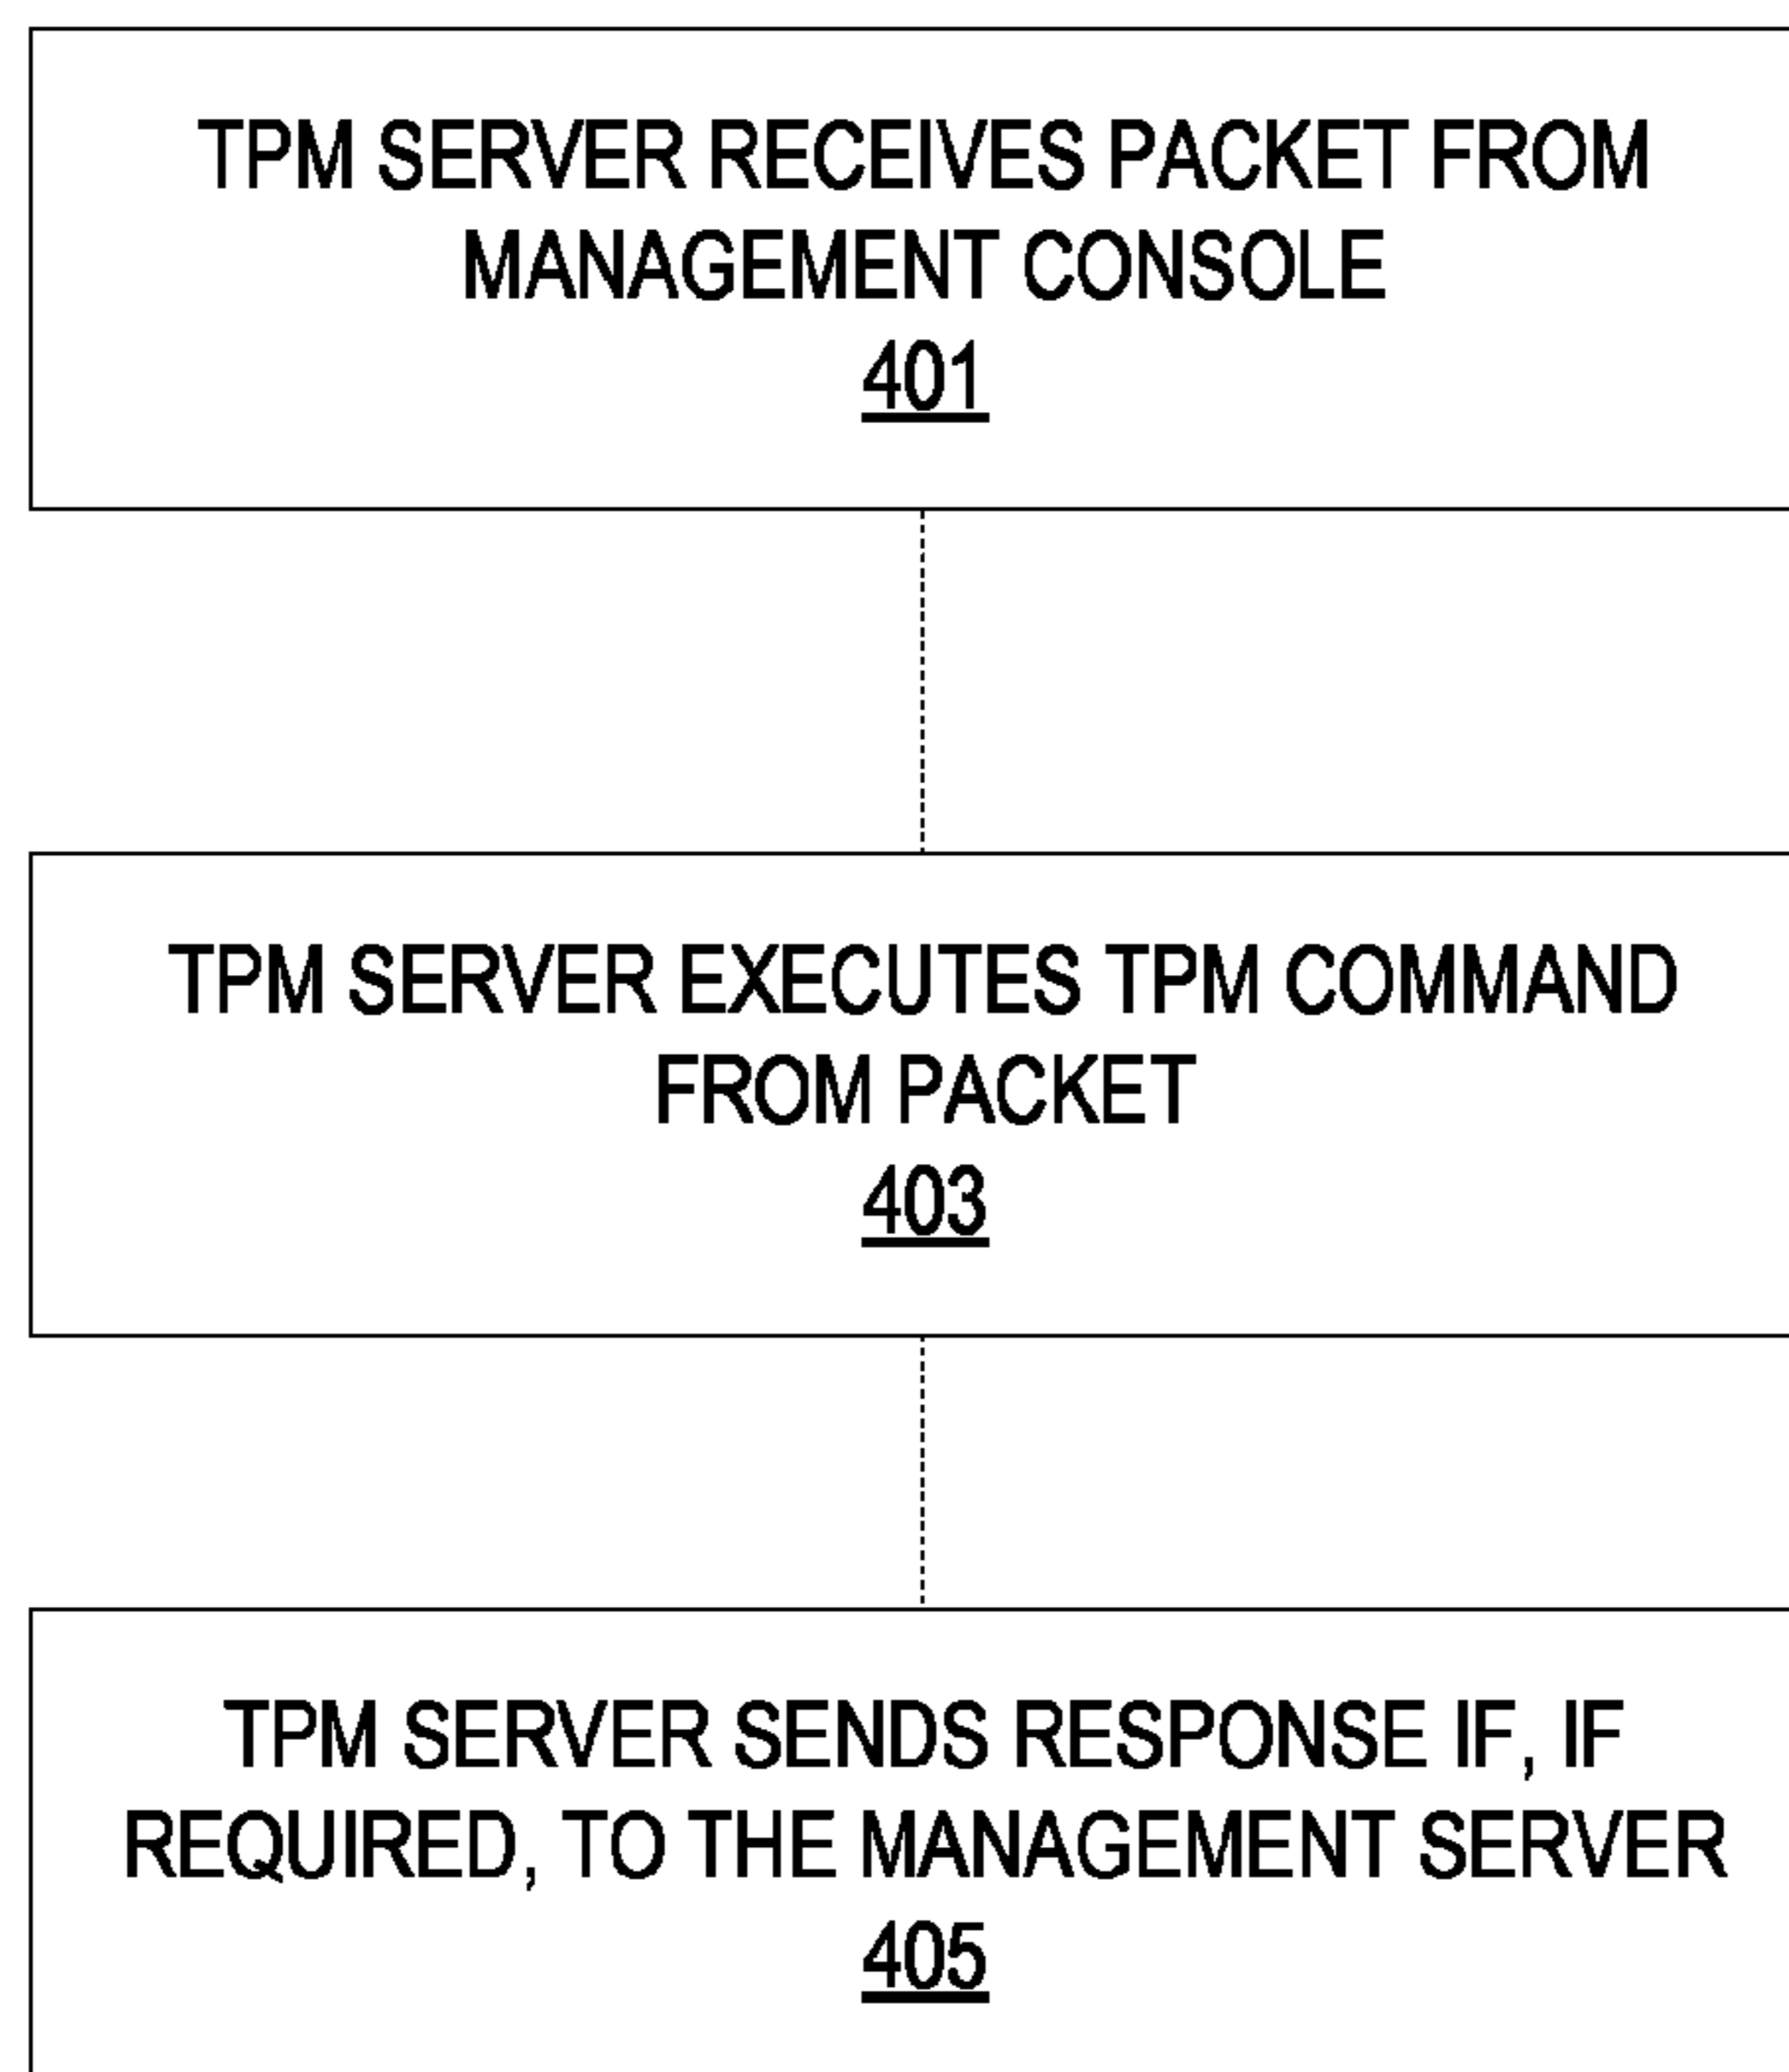 TPM SERVER RECEIVES PACKET FROM
MANAGEMENT CONSOLE
401
TPM SERVER EXECUTES TPM COMMAND
FROM PACKET
403
TPM SERVER SENDS RESPONSE IF, IF
REQUIRED, TO THE MANAGEMENT SERVER
405